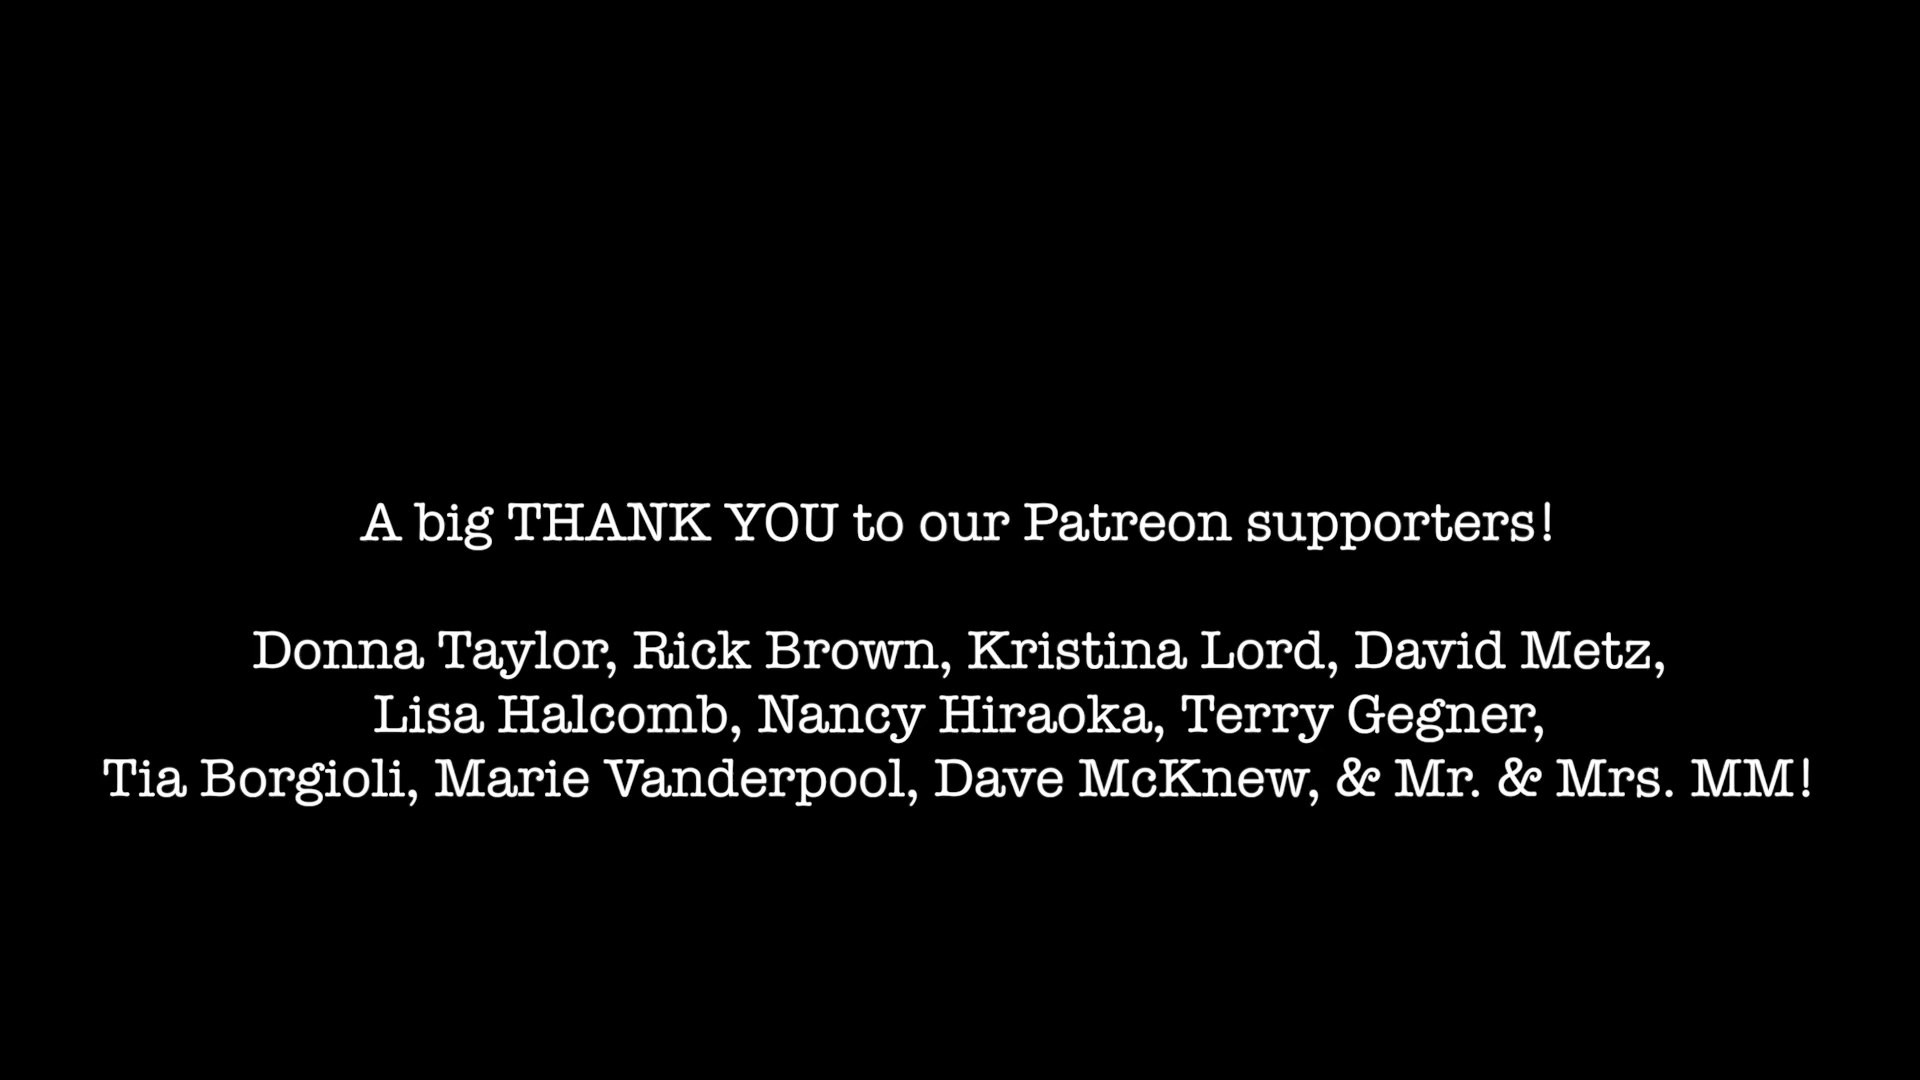 A big THANK YOU to our Patreon supporters!
Donna Taylor, Rick Brown, Kristina Lord, David Metz,
Lisa Halcomb, Nancy Hiraoka, Terry Gegner,
Tia Borgioli, Marie Vanderpool, Dave McKnew, & Mr. & Mrs. MM!